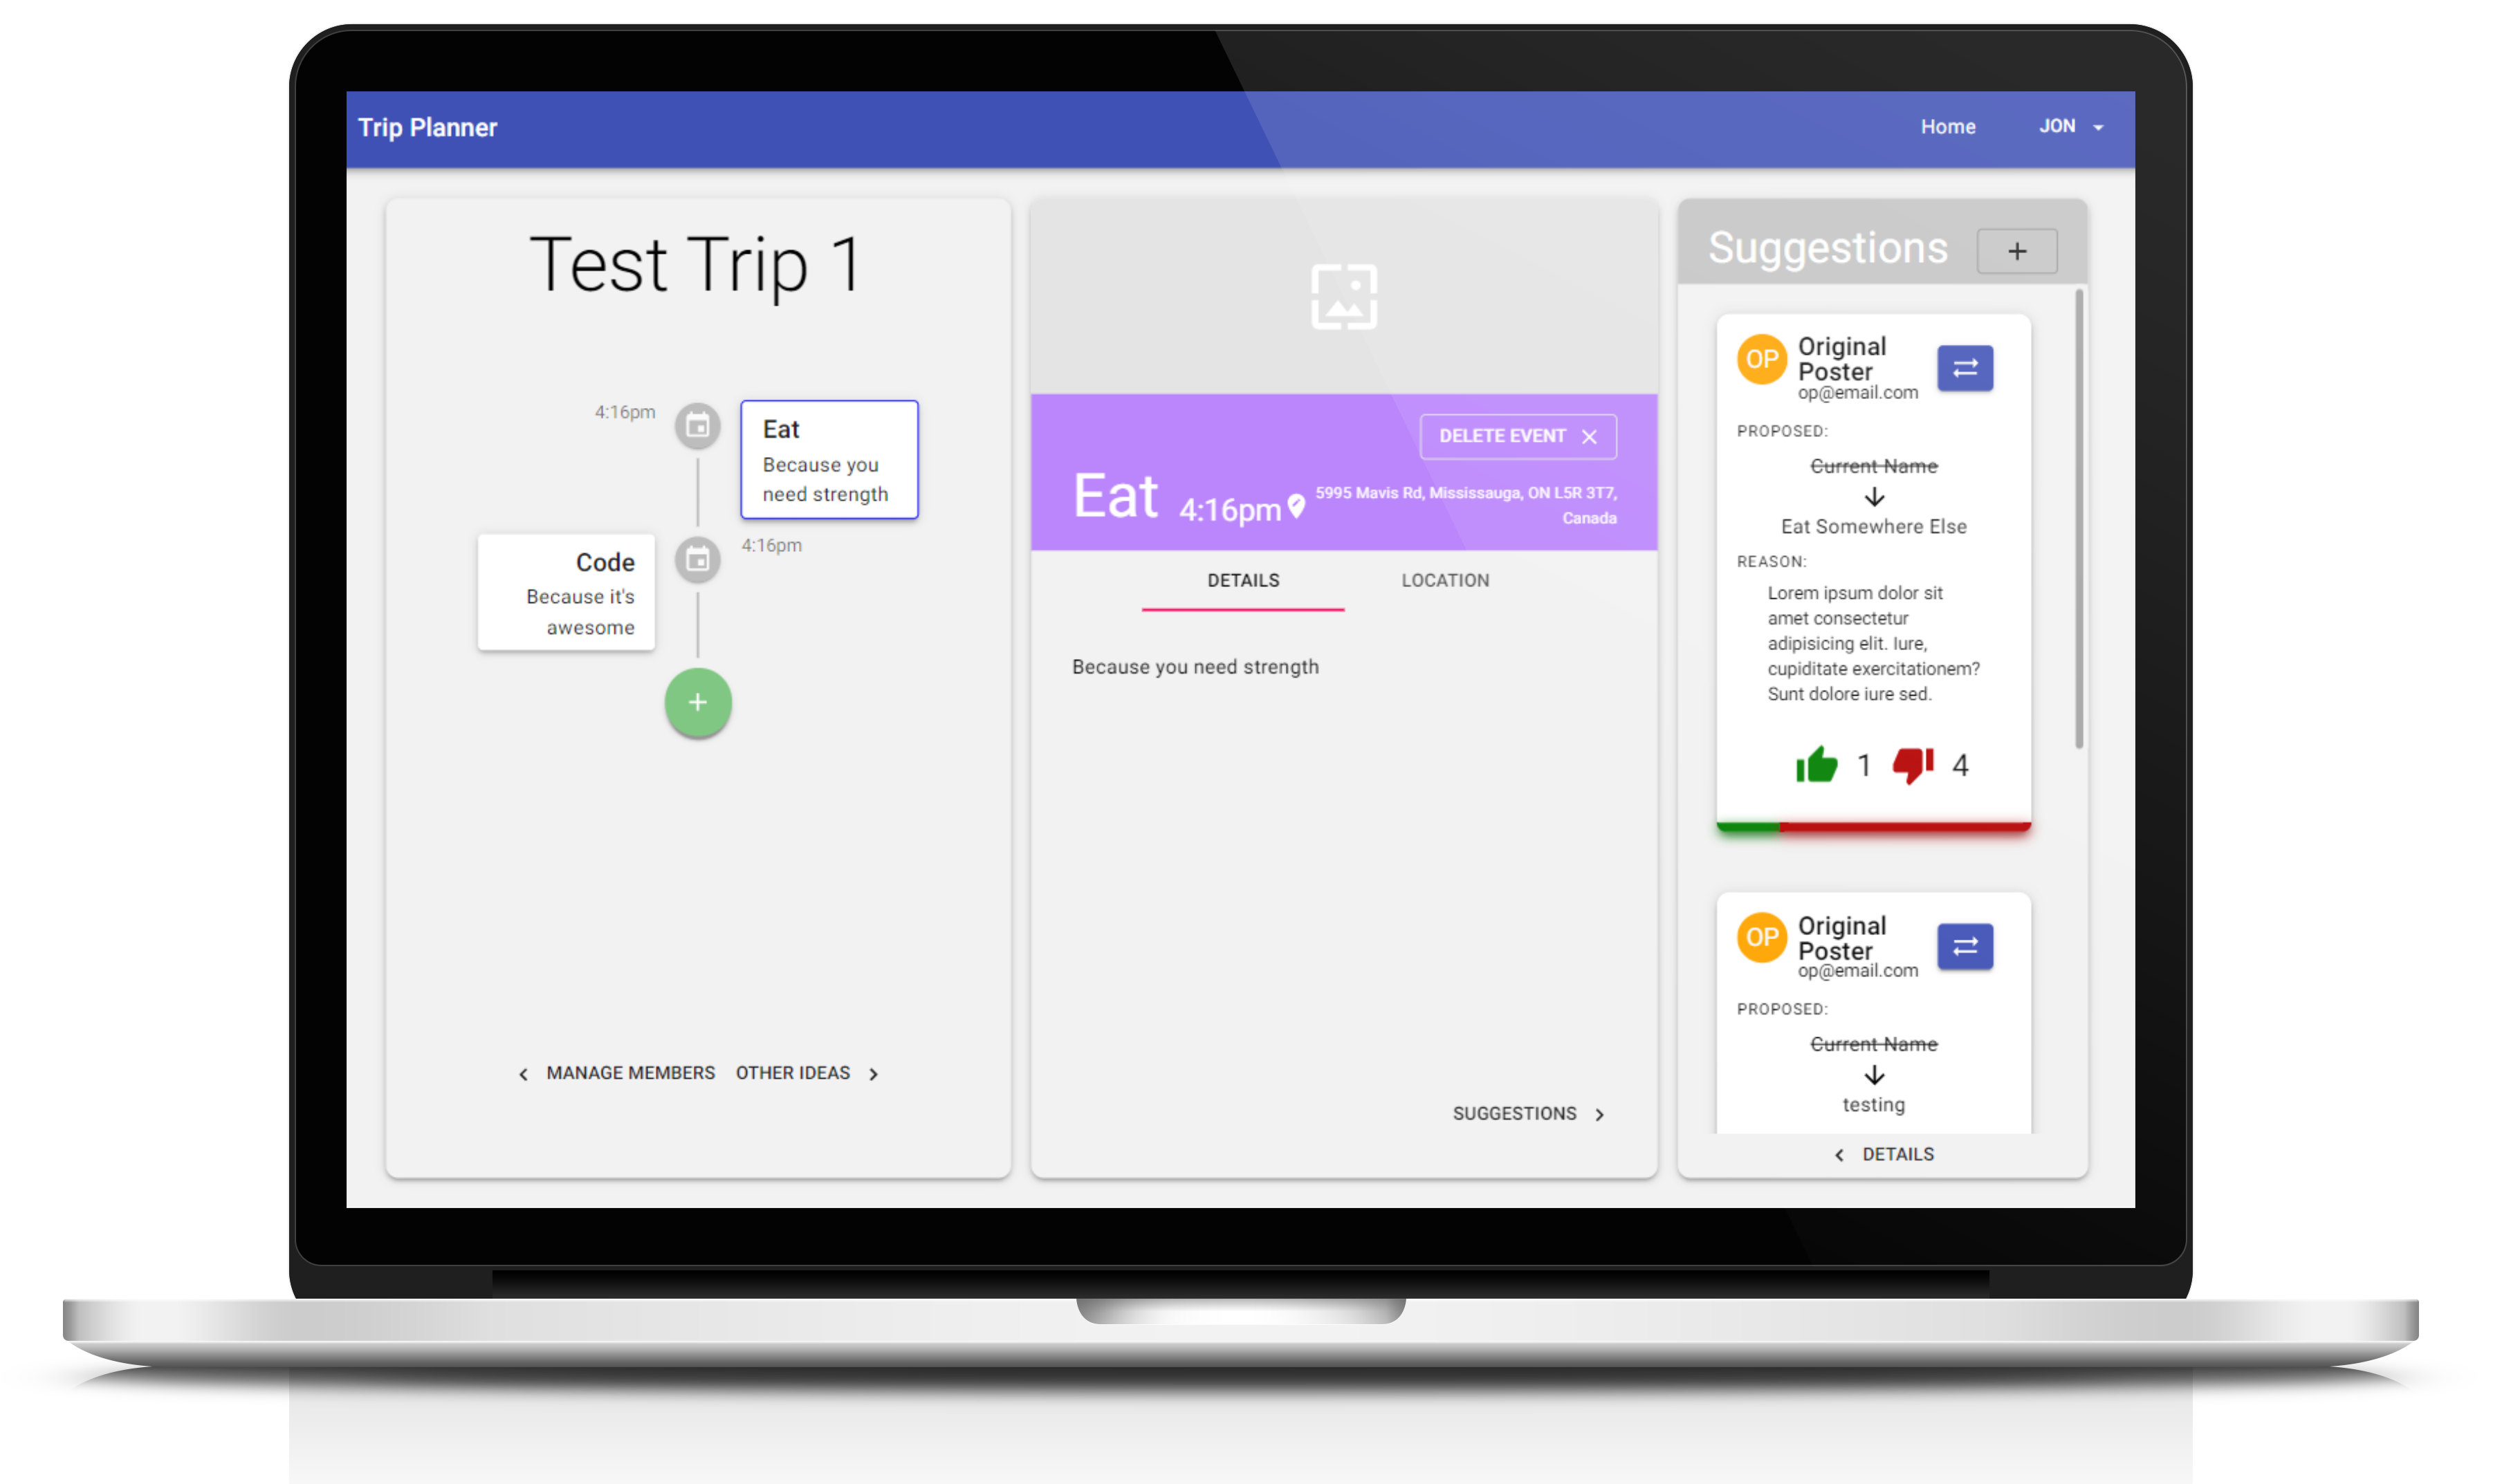 Trip Planner
Home
JON
Test Trip 1
4:16pm
Eat
Because you
need strength
4:16pm
Code
Because it's
awesome
+
MANAGE MEMBERS
OTHER IDEAS
DELETE EVENT
Eat
4:16pm
5995 Mavis Rd, Mississauga, ON L5R 3T7,
Canada
DETAILS
LOCATION
Because you need strength
SUGGESTIONS
Suggestions
+
OP
Original
Poster
op@email.com
PROPOSED:
Current Name
Eat Somewhere Else
REASON:
Lorem ipsum dolor sit
amet consectetur
adipisicing elit. Iure,
cupiditate exercitationem?
Sunt dolore iure sed.
1
4
OP
Original
Poster
op@email.com
PROPOSED:
Current Name
testing
DETAILS